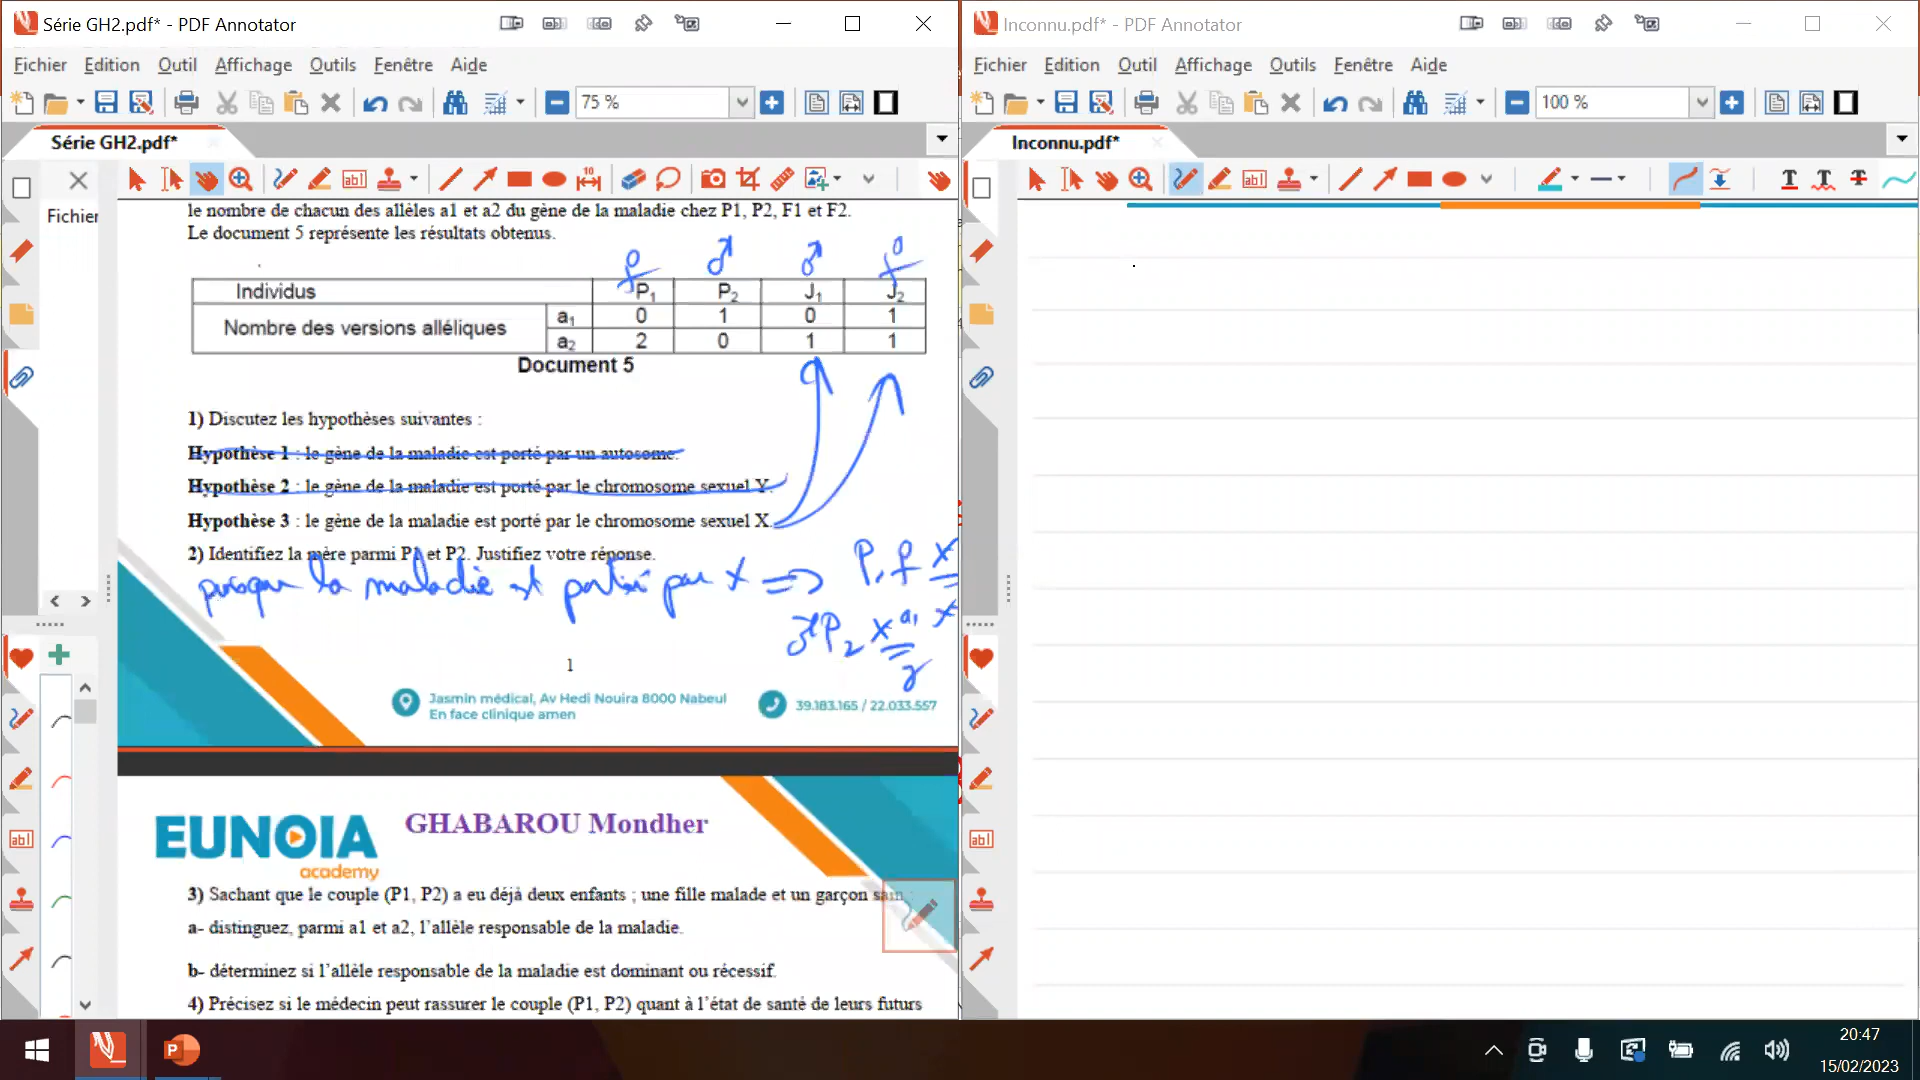 Série GH2.pdf* - PDF Annotator
Fichier Edition Outil Affichage Outils Fenêtre Aide
75 %
Série GH2.pdf*
10
Fichier
le nombre de chacun des allèles a1 et a2 du gène de la maladie chez P1, P2, F1 et F2.
Le document 5 représente les résultats obtenus.
♀ ♂ ♂ ♀
Individus P1 P2 J1 J2
Nombre des versions alléliques a1 0 1 0 1
a2 2 0 1 1
Document 5
1) Discutez les hypothèses suivantes :
Hypothèse 1 : le gène de la maladie est porté par un autosome.
Hypothèse 2 : le gène de la maladie est porté par le chromosome sexuel Y.
Hypothèse 3 : le gène de la maladie est porté par le chromosome sexuel X.
2) Identifiez la mère parmi P1 et P2. Justifiez votre réponse.
la maladie est portée par X => P1 ♀ X
♂ P2 X a1 X
1
Jasmin médical, Av Hedi Nouira 8000 Nabeul
En face clinique amen
39.183.165 / 22.033.557
EUNOIA
academy
GHABAROU Mondher
3) Sachant que le couple (P1, P2) a eu déjà deux enfants ; une fille malade et un garçon sain ;
a- distinguez, parmi a1 et a2, l'allèle responsable de la maladie.
b- déterminez si l'allèle responsable de la maladie est dominant ou récessif.
4) Précisez si le médecin peut rassurer le couple (P1, P2) quant à l'état de santé de leurs futurs
Inconnu.pdf* - PDF Annotator
Fichier Edition Outil Affichage Outils Fenêtre Aide
100 %
Inconnu.pdf*
20:47
15/02/2023